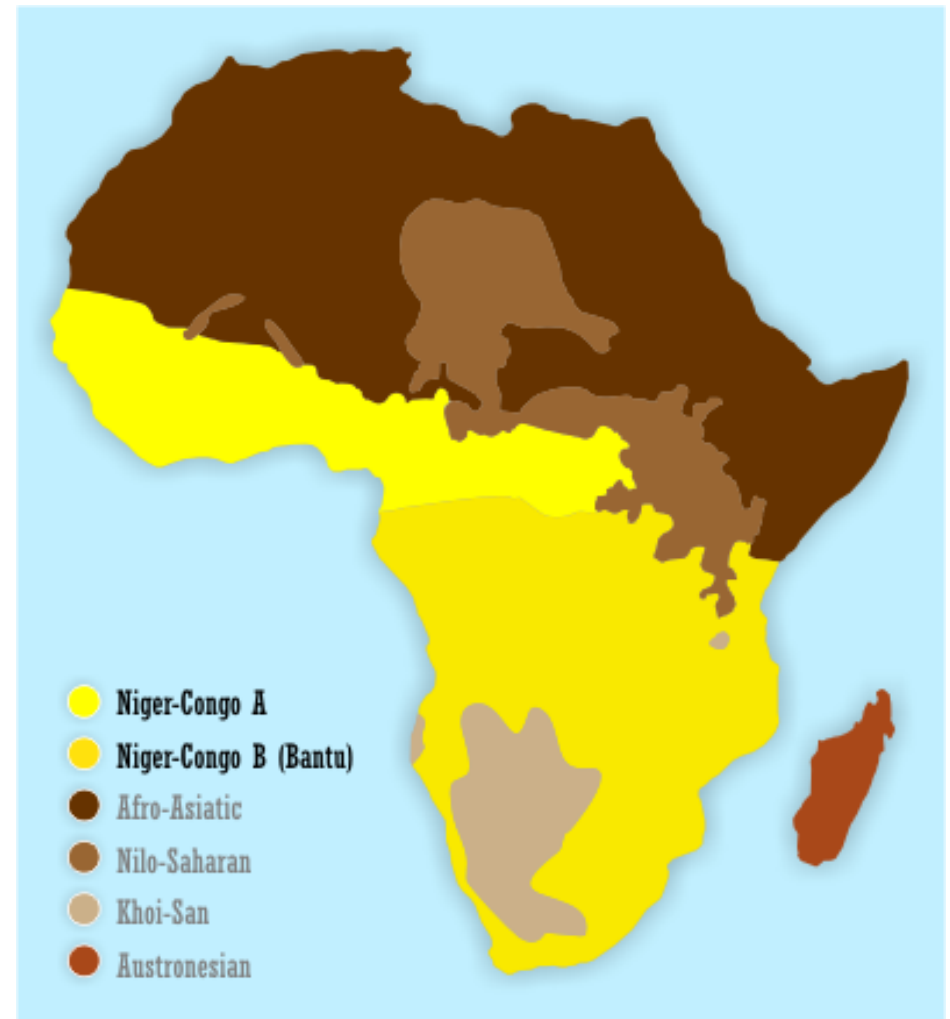 Niger-Congo A
Niger-Congo B (Bantu)
Afro-Asiatic
Nilo-Saharan
Khoi-San
Austronesian